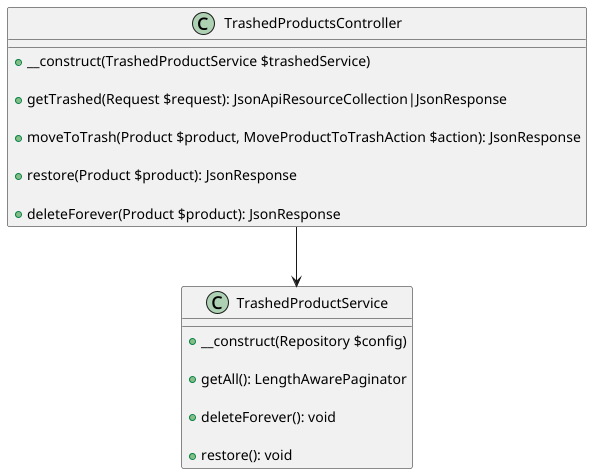 C TrashedProductsController
__construct(TrashedProductService $trashedService)
getTrashed(Request $request): JsonApiResourceCollection|JsonResponse
moveToTrash(Product $product, MoveProductToTrashAction $action): JsonResponse
restore(Product $product): JsonResponse
deleteForever(Product $product): JsonResponse
C TrashedProductService
__construct(Repository $config)
getAll(): LengthAwarePaginator
deleteForever(): void
restore(): void